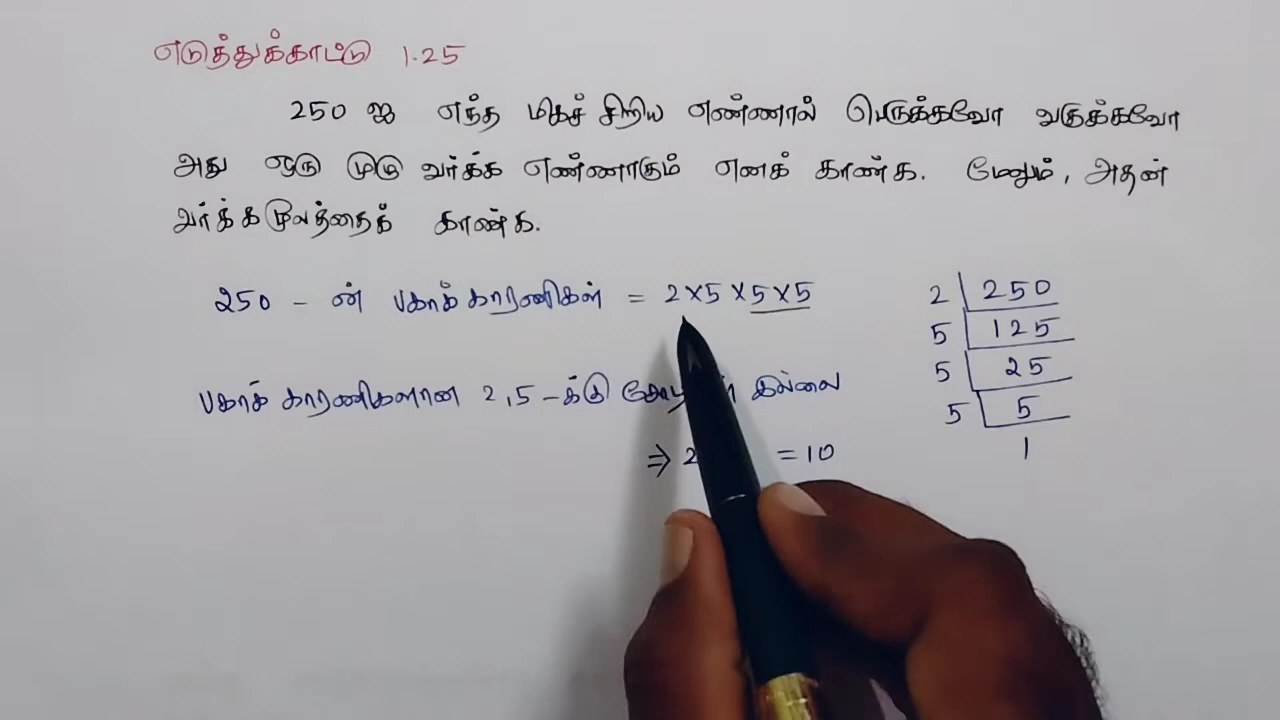 எடுத்துக்காட்டு 1.25
250 ஐ எந்த மிகச் சிறிய எண்ணால் பெருக்கவோ வகுக்கவோ
அது ஒரு முழு வர்க்க எண்ணாகும் எனக் காண்க. மேலும், அதன்
வர்க்கமூலத்தைக் காண்க.
250 - ன் பகாக் காரணிகள் = 2×5×5×5
2 250
5 125
5 25
5 5
1
பகாக் காரணிகளான 2,5-க்கு இல்லை
⇒ 2 = 10